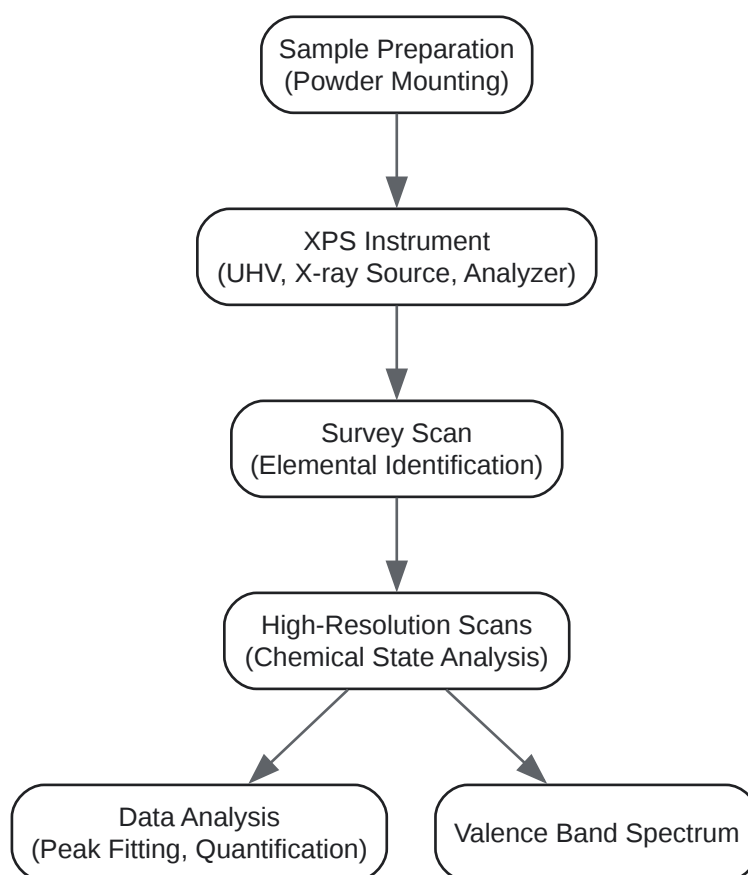 Sample Preparation
(Powder Mounting)
XPS Instrument
(UHV, X-ray Source, Analyzer)
Survey Scan
(Elemental Identification)
High-Resolution Scans
(Chemical State Analysis)
Data Analysis
(Peak Fitting, Quantification)
Valence Band Spectrum